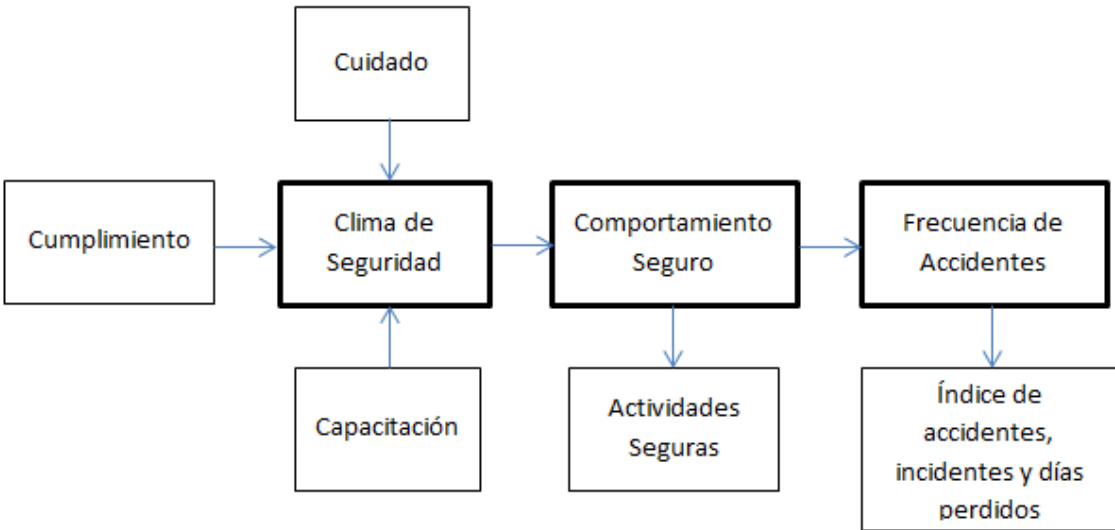 Cuidado
Cumplimiento
Clima de
Seguridad
Comportamiento
Seguro
Frecuencia de
Accidentes
Capacitación
Actividades
Seguras
Índice de
accidentes,
incidentes y días
perdidos